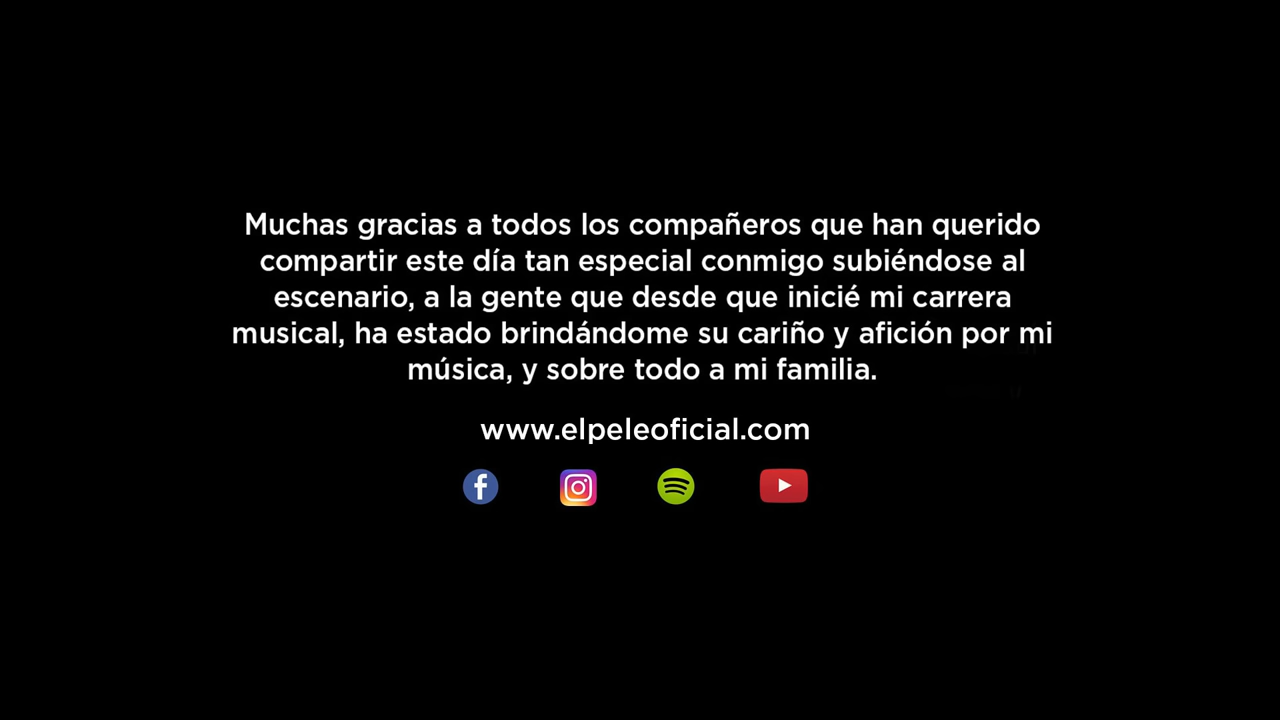 Muchas gracias a todos los compañeros que han querido
compartir este día tan especial conmigo subiéndose al
escenario, a la gente que desde que inicié mi carrera
musical, ha estado brindándome su cariño y afición por mi
música, y sobre todo a mi familia.
www.elpeleoficial.com